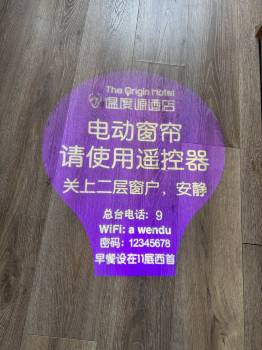 The Origin Hotel
温度源酒店
电动窗帘
请使用遥控器
关上二层窗户，安静
总台电话：9
WiFi: a wendu
密码：12345678
早餐设在11层西首